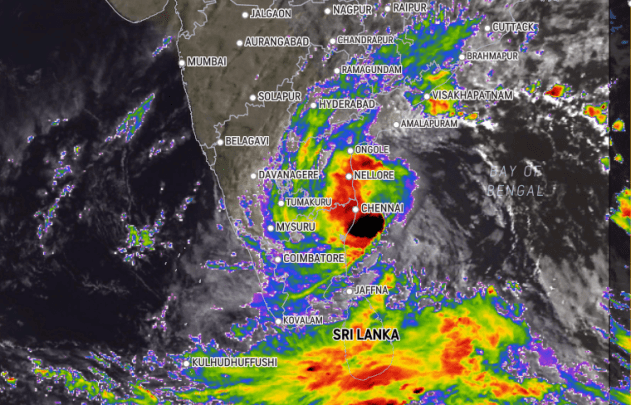 JALGAON
NAGPUR
RAIPUR
CUTTACK
AURANGABAD
CHANDRAPUR
BRAHMAPUR
MUMBAI
RAMAGUNDAM
SOLAPUR
HYDERABAD
VISAKHAPATNAM
AMALAPURAM
BELAGAVI
ONGOLE
DAVANAGERE
NELLORE
BAY OF
BENGAL
TUMAKURU
CHENNAI
MYSURU
COIMBATORE
JAFFNA
KOVALAM
SRI LANKA
KULHUDHUFFUSHI